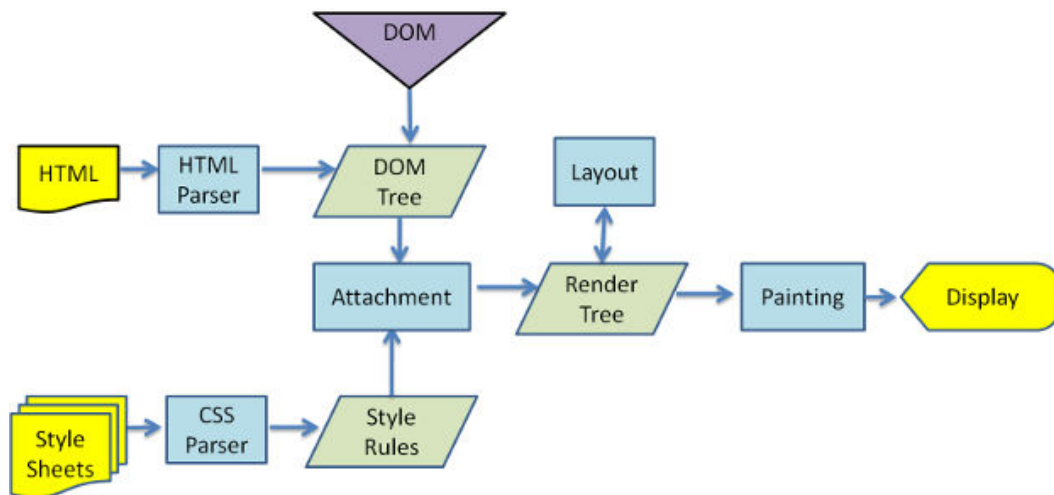 DOM
HTML
HTML
Parser
DOM
Tree
Layout
Attachment
Render
Tree
Painting
Display
Style
Sheets
CSS
Parser
Style
Rules